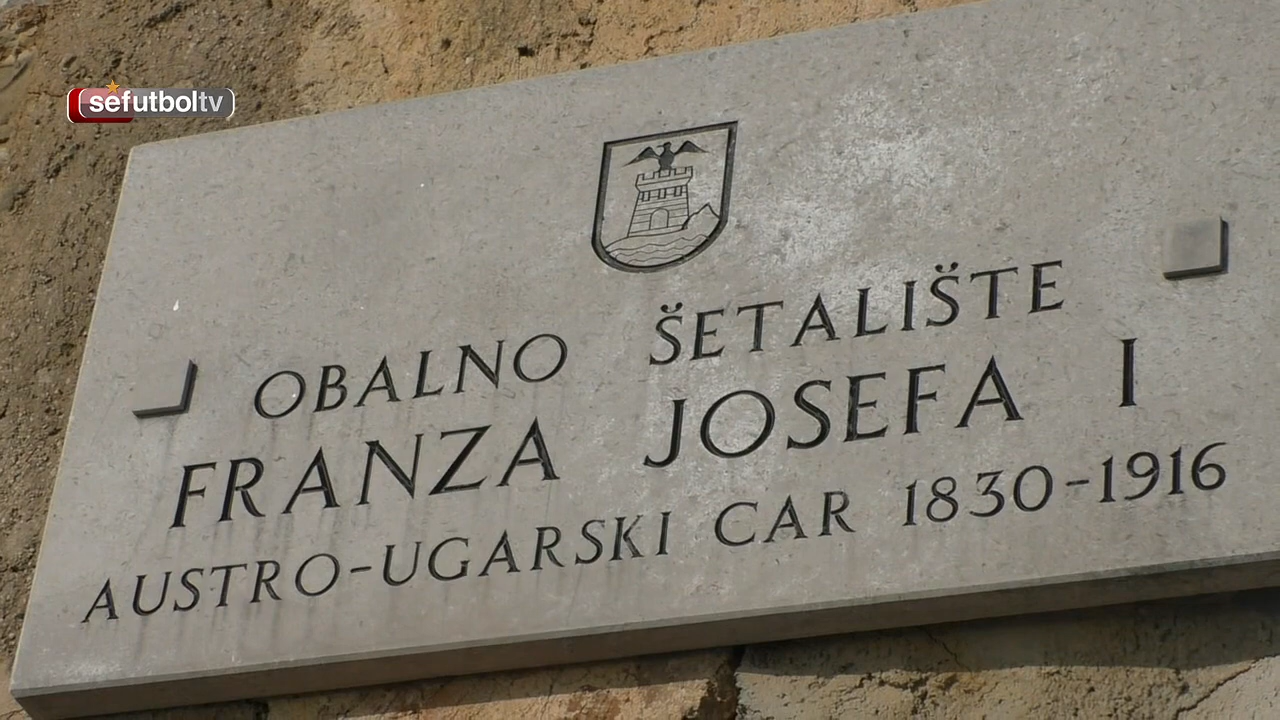 sefutboltv
OBALNO ŠETALIŠTE
FRANZA JOSEFA I
AUSTRO-UGARSKI CAR 1830-1916